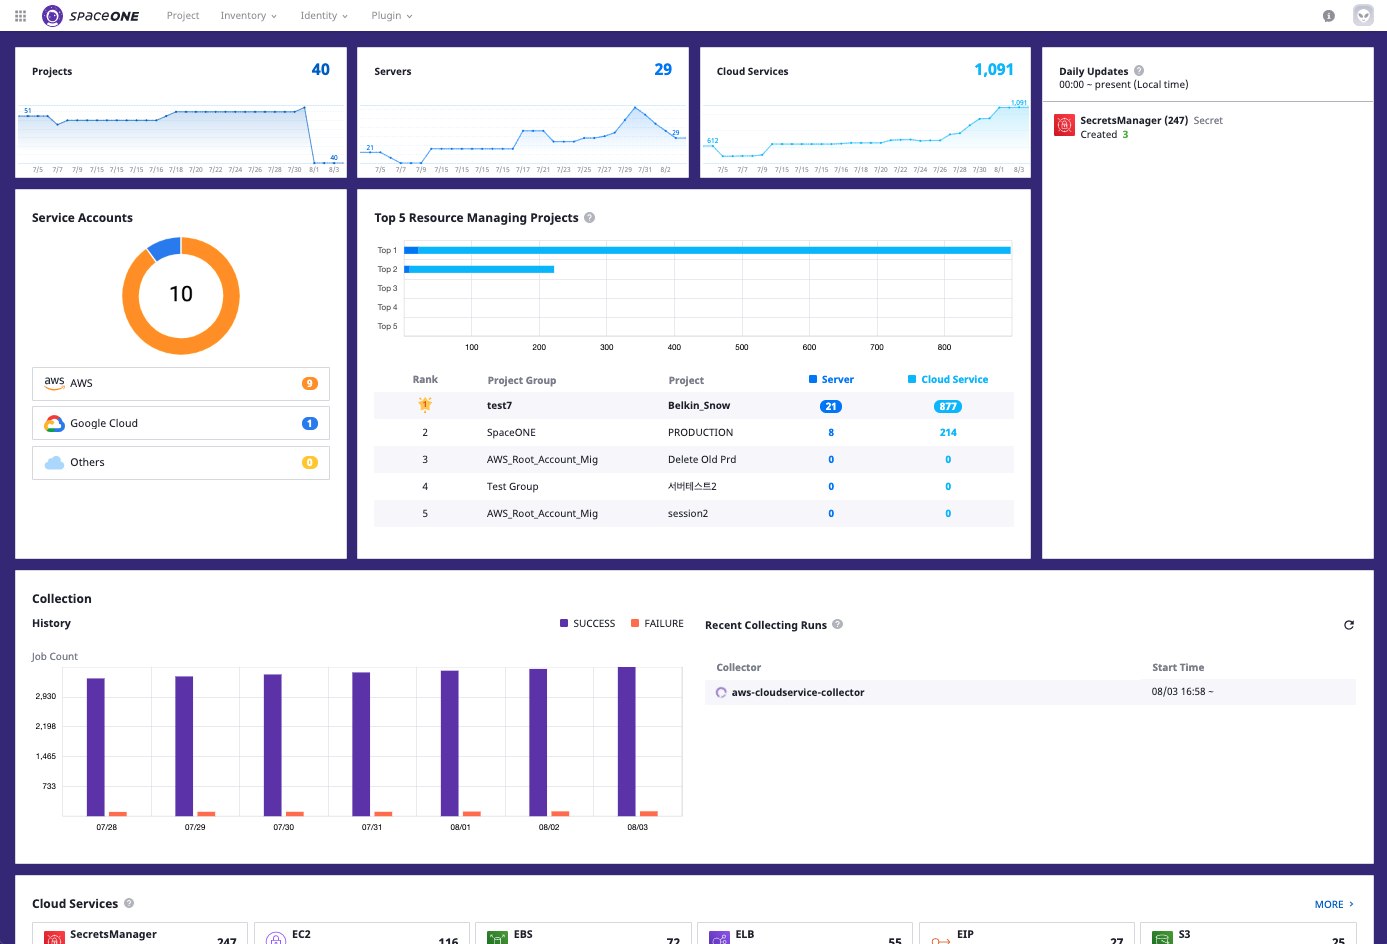 SPACEONE Project Inventory Identity Plugin
Projects 40
51
40
7/5 7/7 7/9 7/15 7/15 7/15 7/16 7/18 7/20 7/22 7/24 7/26 7/28 7/30 8/1 8/3
Servers 29
21
29
7/5 7/7 7/9 7/15 7/15 7/15 7/17 7/21 7/23 7/25 7/27 7/29 7/31 8/2
Cloud Services 1,091
612
1,091
7/5 7/7 7/9 7/15 7/15 7/15 7/16 7/18 7/20 7/22 7/24 7/26 7/28 7/30 8/1 8/3
Daily Updates ?
00:00 ~ present (Local time)
SecretsManager (247) Secret
Created 3
Service Accounts
10
aws AWS 9
Google Cloud 1
Others 0
Top 5 Resource Managing Projects ?
Top 1
Top 2
Top 3
Top 4
Top 5
100 200 300 400 500 600 700 800
Rank Project Group Project Server Cloud Service
1 test7 Belkin_Snow 21 877
2 SpaceONE PRODUCTION 8 214
3 AWS_Root_Account_Mig Delete Old Prd 0 0
4 Test Group 서버테스트2 0 0
5 AWS_Root_Account_Mig session2 0 0
Collection
History SUCCESS FAILURE
Job Count
2,930
2,198
1,465
733
07/28 07/29 07/30 07/31 08/01 08/02 08/03
Recent Collecting Runs ?
Collector Start Time
aws-cloudservice-collector 08/03 16:58 ~
Cloud Services ? MORE
SecretsManager 247 EC2 116 EBS 72 ELB 55 EIP 27 S3 25